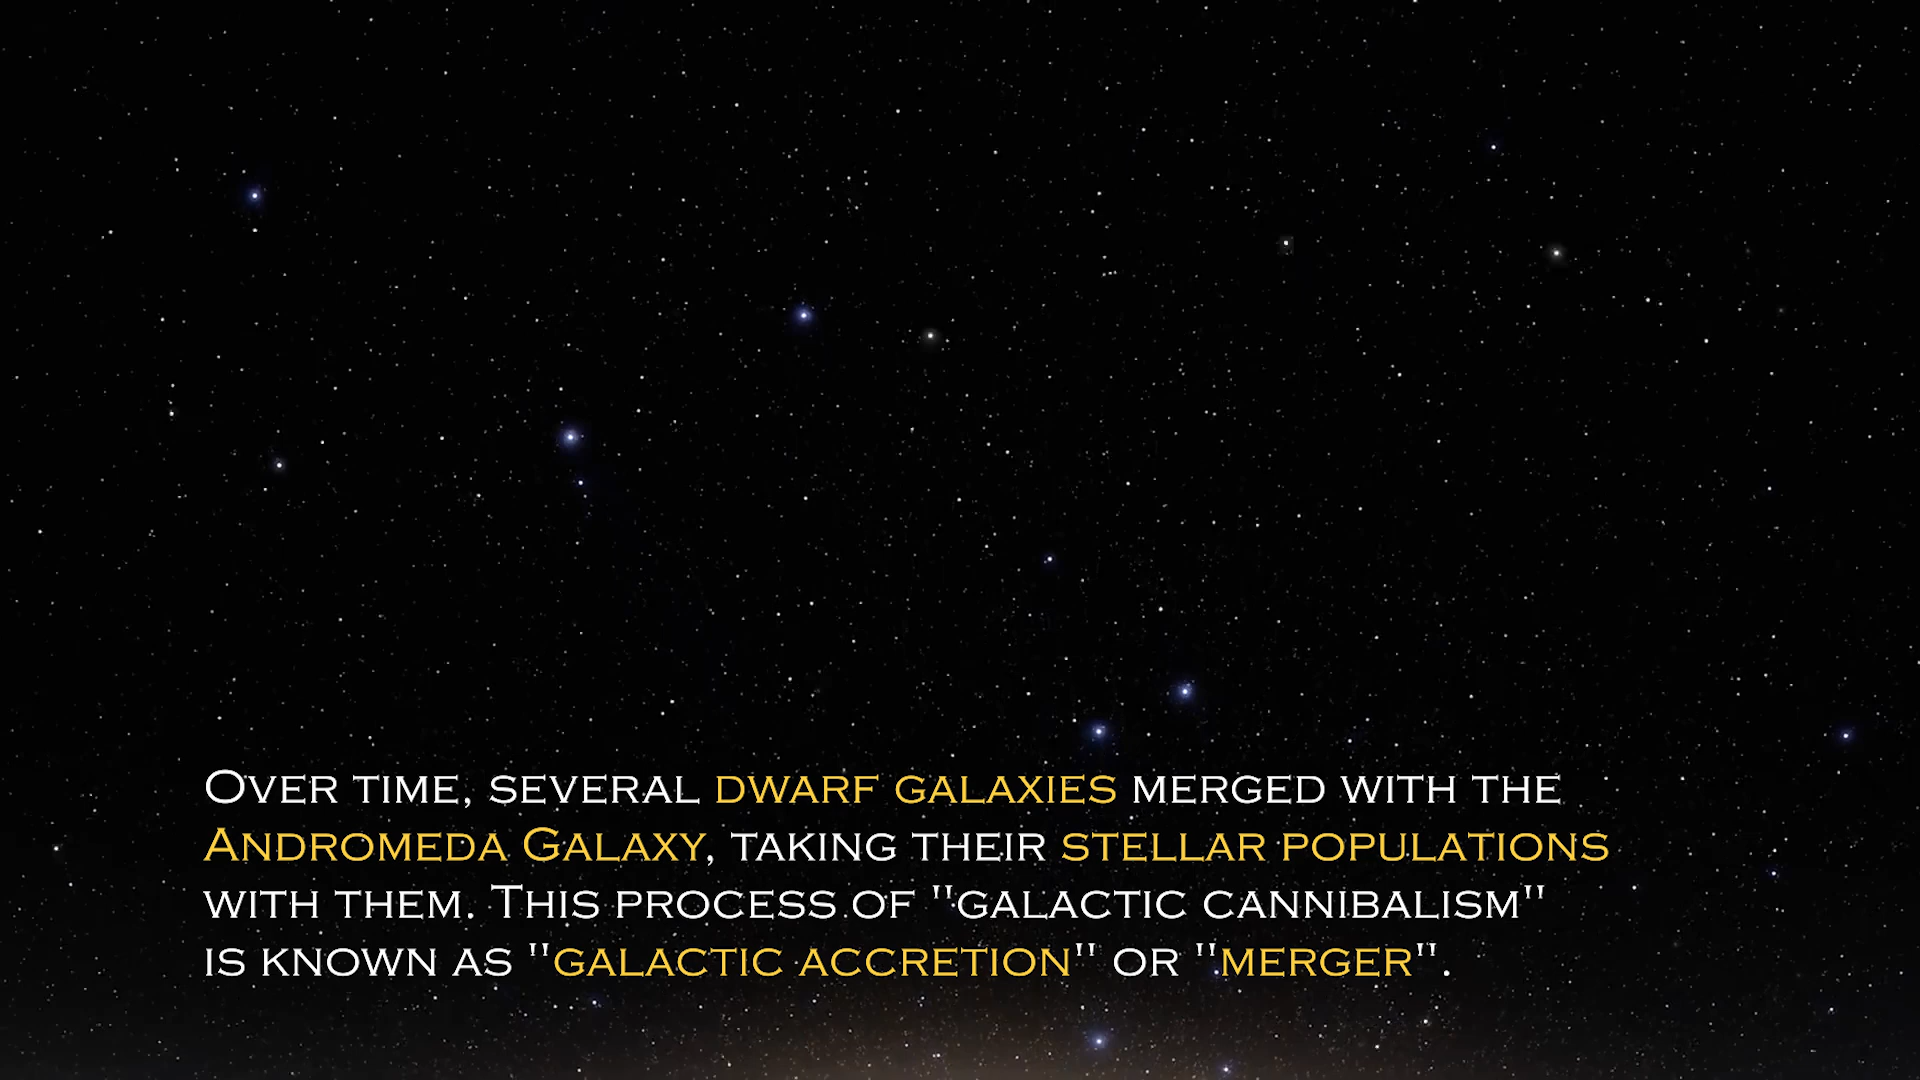 Over time, several dwarf galaxies merged with the
Andromeda Galaxy, taking their stellar populations
with them. This process of "galactic cannibalism"
is known as "galactic accretion" or "merger".